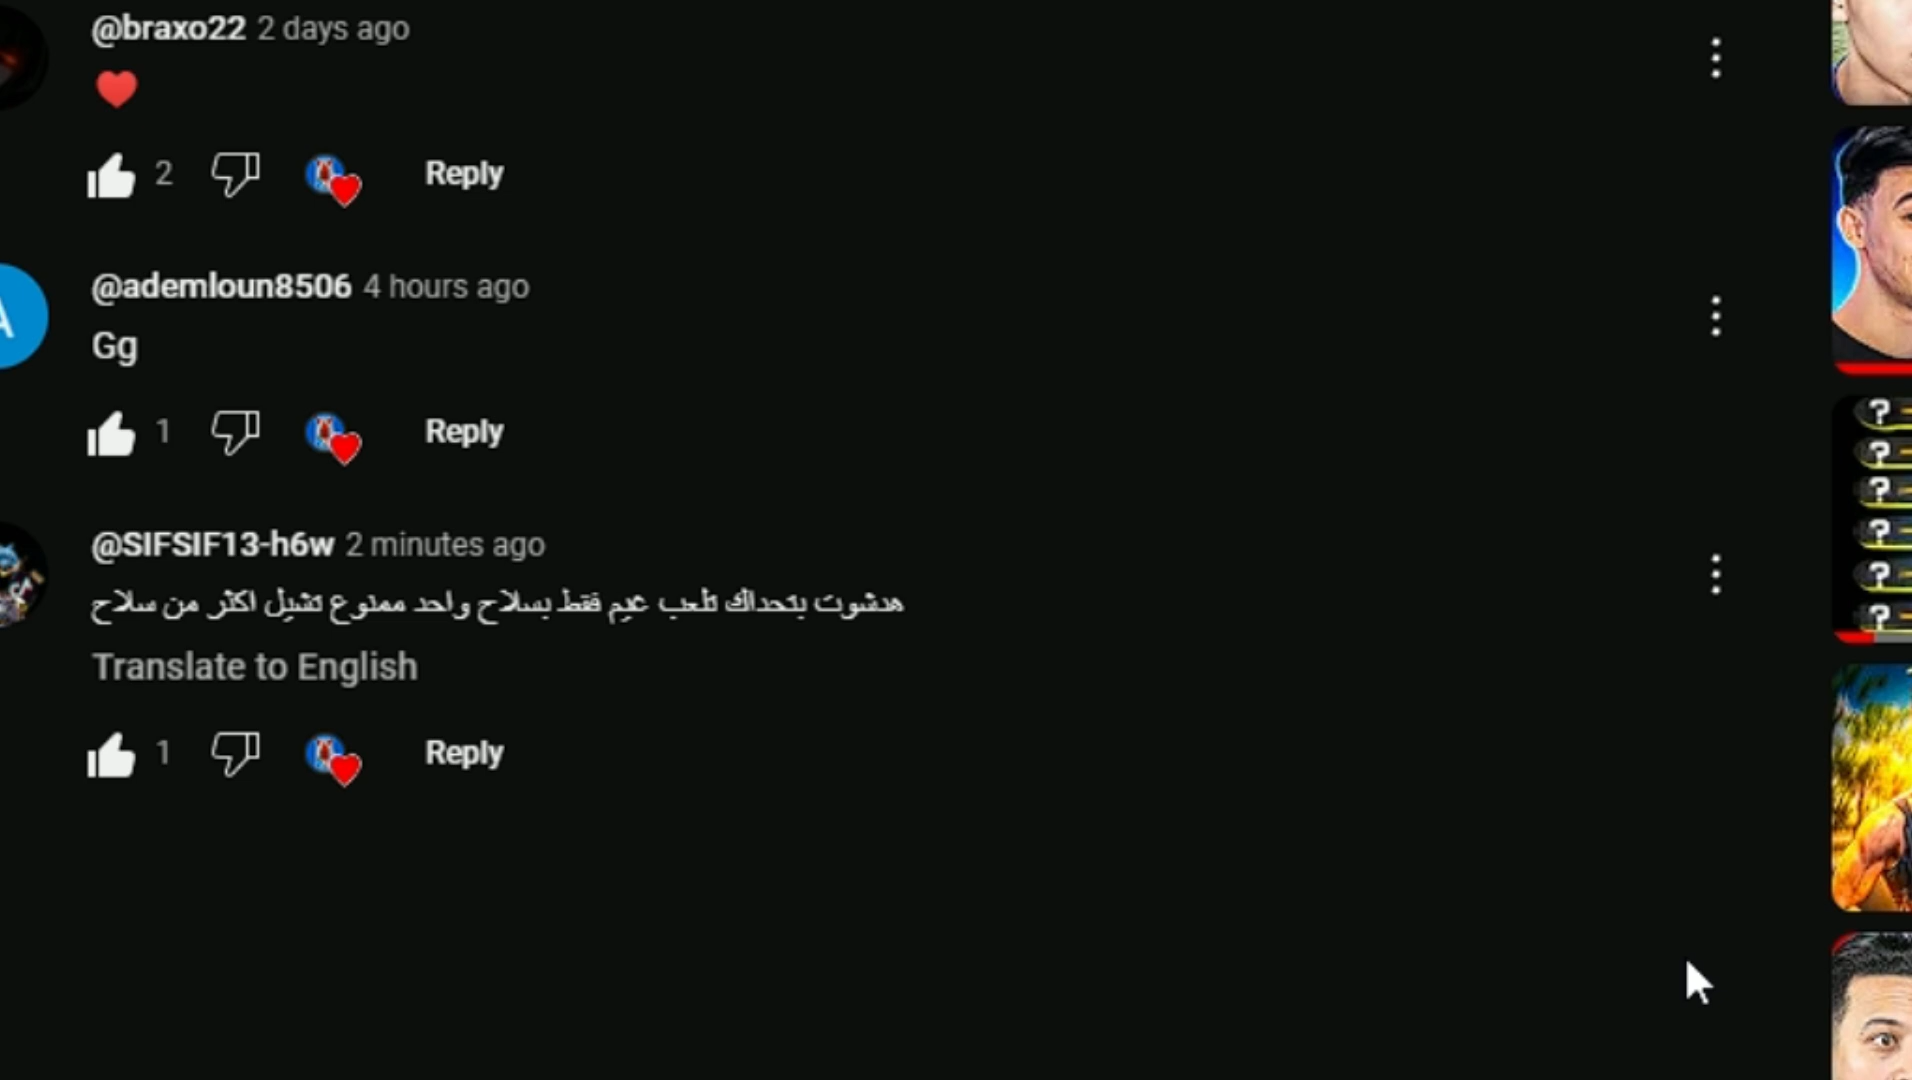 @braxo22 2 days ago
❤️
2 Reply
@ademloun8506 4 hours ago
A
Gg
1 Reply
@SIFSIF13-h6w 2 minutes ago
هدشوت يتحداك تلعب غيم فقط بسلاح واحد ممنوع تشيل اكثر من سلاح
Translate to English
1 Reply
?
?
?
?
?
?